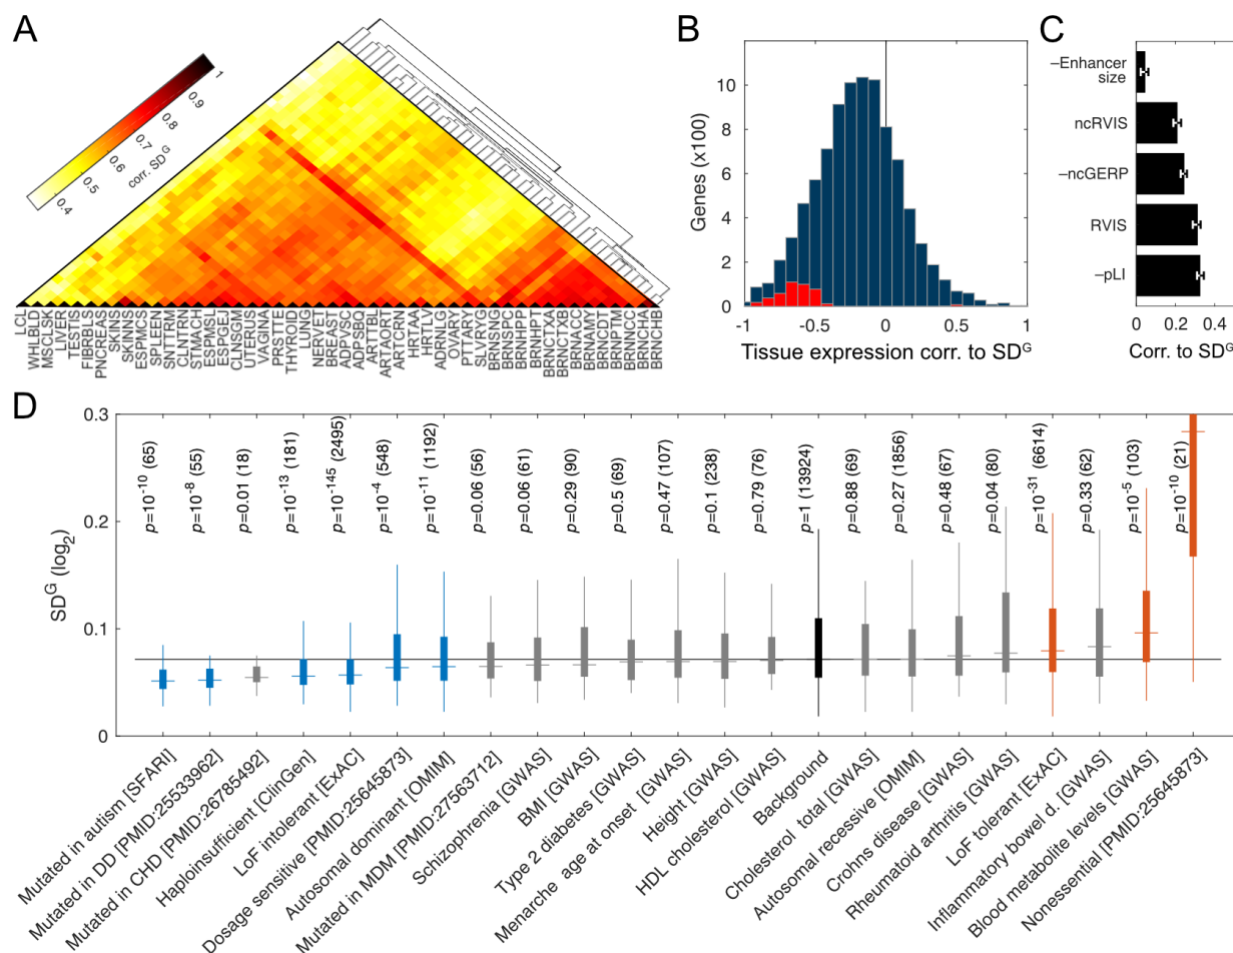 A
B
C
1
0.9
0.8
0.7
0.6
0.5
0.4
corr. SD^G
LCL
WHLBLD
MSCLSK
LIVER
TESTIS
FIBRBLS
PNCREAS
SKINS
SKINNS
ESPMCS
SPLEEN
SNTTRM
CLNTRN
STMACH
ESPMSL
ESPGEJ
CLNSGM
UTERUS
VAGINA
PRSTTE
THYROID
LUNG
NERVET
BREAST
ADPVSC
ADPSBQ
ARTTBL
ARTAORT
ARTCRN
HRTAA
HRTLV
ADRNLG
OVARY
PTTARY
SLVRYG
BRNSNG
BRNSPC
BRNHPP
BRNHPT
BRNCTXA
BRNCTXB
BRNACC
BRNAMY
BRNCDT
BRNPTM
BRNNCC
BRNCHA
BRNCHB
Genes (x100)
10
8
6
4
2
0
-1 -0.5 0 0.5 1
Tissue expression corr. to SD^G
–Enhancer
size
ncRVIS
–ncGERP
RVIS
–pLI
0 0.2 0.4
Corr. to SD^G
D
SD^G (log₂)
0.3
0.2
0.1
0
p=10^-10 (65)
p=10^-8 (55)
p=0.01 (18)
p=10^-13 (181)
p=10^-145 (2495)
p=10^-4 (548)
p=10^-11 (1192)
p=0.06 (56)
p=0.06 (61)
p=0.29 (90)
p=0.5 (69)
p=0.47 (107)
p=0.1 (238)
p=0.79 (76)
p=1 (13924)
p=0.88 (69)
p=0.27 (1856)
p=0.48 (67)
p=0.04 (80)
p=10^-31 (6614)
p=0.33 (62)
p=10^-5 (103)
p=10^-10 (21)
Mutated in autism [SFARI]
Mutated in DD [PMID:25533962]
Mutated in CHD [PMID:26785492]
Haploinsufficient [ClinGen]
LoF intolerant [ExAC]
Dosage sensitive [PMID:25645873]
Autosomal dominant [OMIM]
Mutated in MDM [PMID:27563712]
Schizophrenia [GWAS]
BMI [GWAS]
Type 2 diabetes [GWAS]
Menarche age at onset [GWAS]
Height [GWAS]
HDL cholesterol [GWAS]
Background
Cholesterol total [GWAS]
Autosomal recessive [OMIM]
Crohns disease [GWAS]
Rheumatoid arthritis [GWAS]
LoF tolerant [ExAC]
Inflammatory bowel d. [GWAS]
Blood metabolite levels [GWAS]
Nonessential [PMID:25645873]